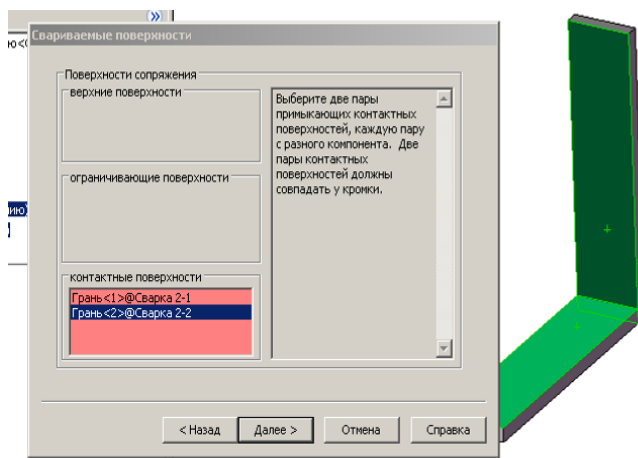 Свариваемые поверхности
Поверхности сопряжения
верхние поверхности
Выберите две пары
примыкающих контактных
поверхностей, каждую пару
с разного компонента. Две
пары контактных
поверхностей должны
совпадать у кромки.
ограничивающие поверхности
контактные поверхности
Грань<1>@Сварка 2-1
Грань<2>@Сварка 2-2
< Назад
Далее >
Отмена
Справка